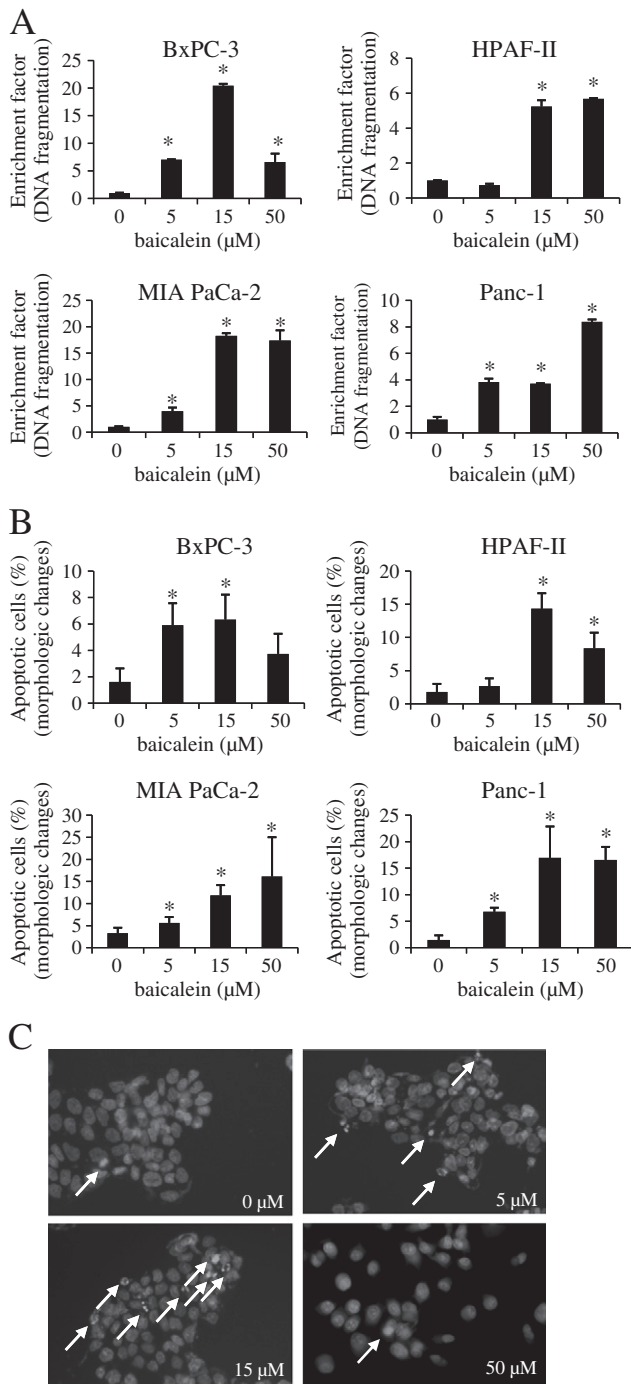 A
BxPC-3
Enrichment factor
(DNA fragmentation)
25
20
15
10
5
0
*
*
*
0 5 15 50
baicalein (µM)
HPAF-II
Enrichment factor
(DNA fragmentation)
8
6
4
2
0
*
*
0 5 15 50
baicalein (µM)
MIA PaCa-2
Enrichment factor
(DNA fragmentation)
25
20
15
10
5
0
*
*
*
0 5 15 50
baicalein (µM)
Panc-1
Enrichment factor
(DNA fragmentation)
10
8
6
4
2
0
*
*
*
0 5 15 50
baicalein (µM)
B
BxPC-3
Apoptotic cells (%)
(morphologic changes)
10
8
6
4
2
0
*
*
0 5 15 50
baicalein (µM)
HPAF-II
Apoptotic cells (%)
(morphologic changes)
20
15
10
5
0
*
*
0 5 15 50
baicalein (µM)
MIA PaCa-2
Apoptotic cells (%)
(morphologic changes)
30
25
20
15
10
5
0
*
*
*
0 5 15 50
baicalein (µM)
Panc-1
Apoptotic cells (%)
(morphologic changes)
25
20
15
10
5
0
*
*
*
0 5 15 50
baicalein (µM)
C
0 µM
5 µM
15 µM
50 µM